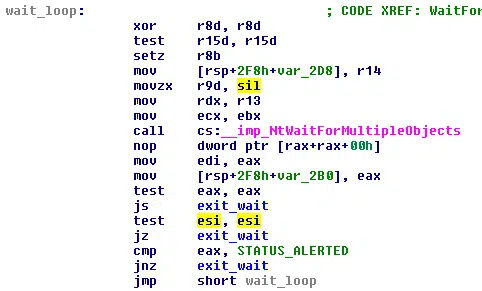 wait_loop: ; CODE XREF: WaitFor
xor r8d, r8d
test r15d, r15d
setz r8b
mov [rsp+2F8h+var_2D8], r14
movzx r9d, sil
mov rdx, r13
mov ecx, ebx
call cs:__imp_NtWaitForMultipleObjects
nop dword ptr [rax+rax+00h]
mov edi, eax
mov [rsp+2F8h+var_2B0], eax
test eax, eax
js exit_wait
test esi, esi
jz exit_wait
cmp eax, STATUS_ALERTED
jnz exit_wait
jmp short wait_loop